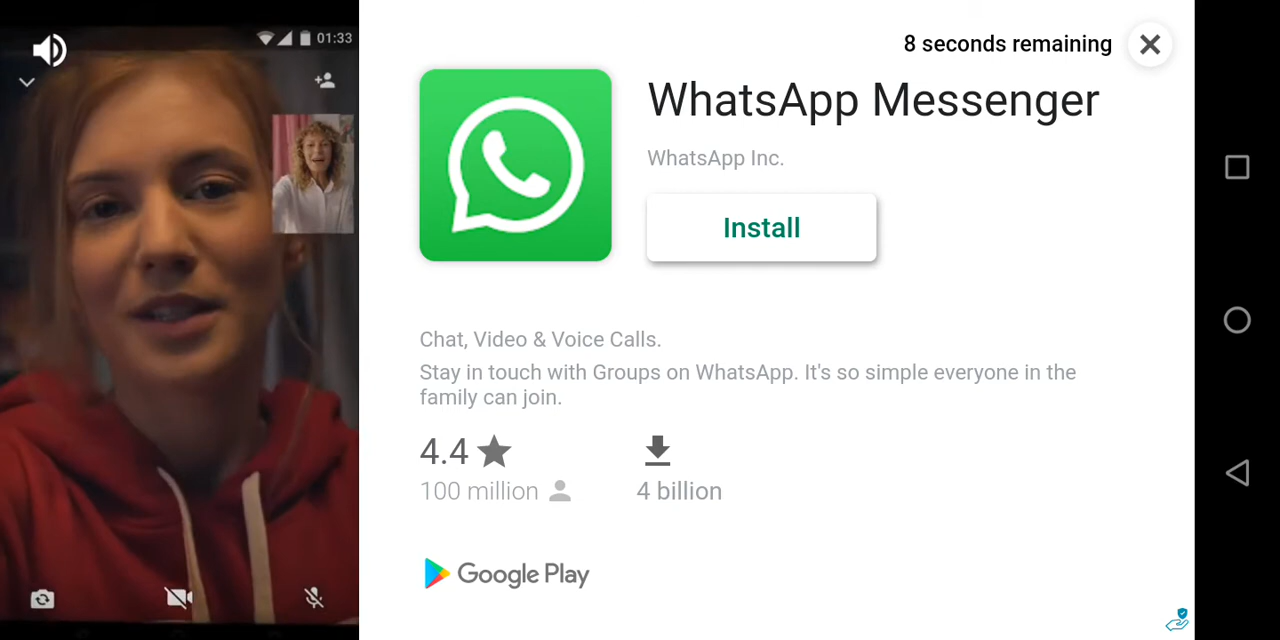 01:33
8 seconds remaining
WhatsApp Messenger
WhatsApp Inc.
Install
Chat, Video & Voice Calls.
Stay in touch with Groups on WhatsApp. It's so simple everyone in the
family can join.
4.4
100 million
4 billion
Google Play